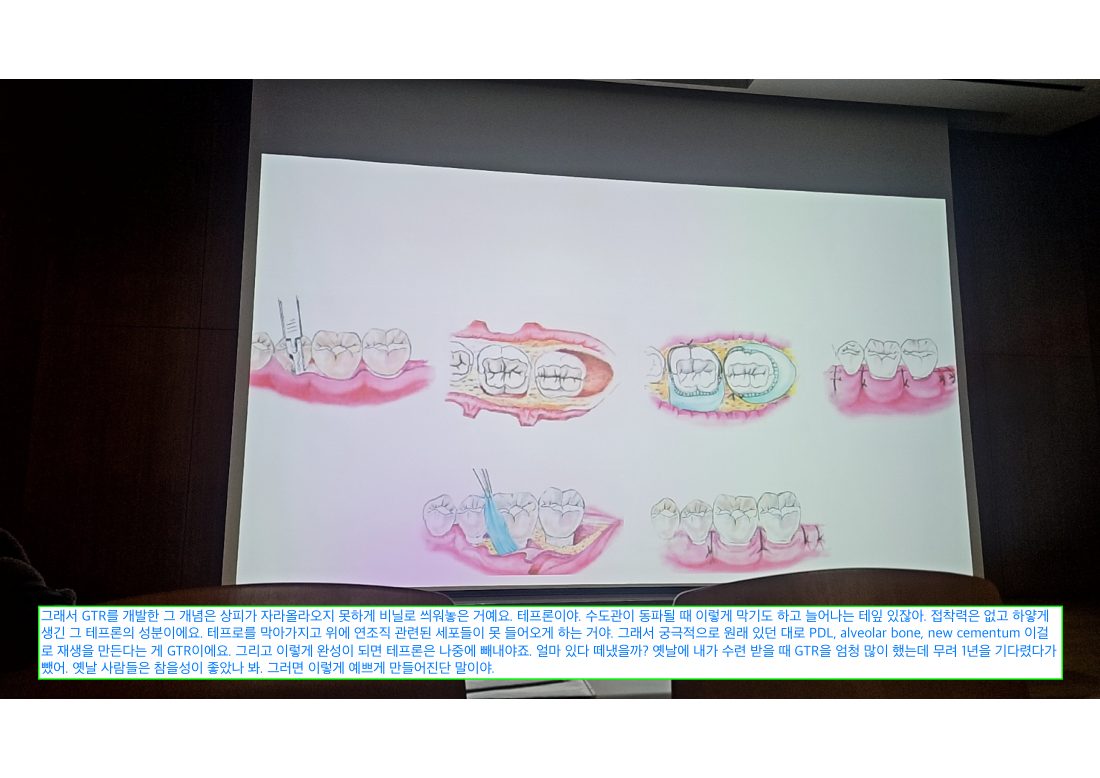 그래서 GTR를 개발한 그 개념은 상피가 자라올라오지 못하게 비닐로 씌워놓은 거예요. 테프론이야. 수도관이 동파될 때 이렇게 막기도 하고 늘어나는 테잎 있잖아. 접착력은 없고 하얗게
생긴 그 테프론의 성분이에요. 테프로를 막아가지고 위에 연조직 관련된 세포들이 못 들어오게 하는 거야. 그래서 궁극적으로 원래 있던 대로 PDL, alveolar bone, new cementum 이걸
로 재생을 만든다는 게 GTR이에요. 그리고 이렇게 완성이 되면 테프론은 나중에 빼내야죠. 얼마 있다 떼냈을까? 옛날에 내가 수련 받을 때 GTR을 엄청 많이 했는데 무려 1년을 기다렸다가
뺐어. 옛날 사람들은 참을성이 좋았나 봐. 그러면 이렇게 예쁘게 만들어진단 말이야.